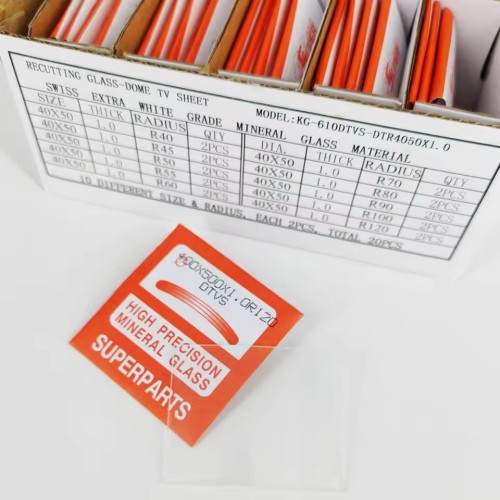 RECUTTING GLASS-DOME TV SHEET MODEL:KG-610DTVS-DTR4050X1.0
SWISS EXTRA WHITE GRADE MINERAL GLASS MATERIAL
SIZE THICK RADIUS QTY DIA. THICK RADIUS QTY
40X50 1.0 R40 2PCS 40X50 1.0 R70 2PCS
40X50 1.0 R45 2PCS 40X50 1.0 R80 2PCS
40X50 1.0 R50 2PCS 40X50 1.0 R90 2PCS
40X50 1.0 R55 2PCS 40X50 1.0 R100 2PCS
40X50 1.0 R60 2PCS 40X50 1.0 R120 2PCS
10 DIFFERENT SIZE & RADIUS, EACH 2PCS, TOTAL 20PCS
400X500X1.0R120
DTVS
HIGH PRECISION
MINERAL GLASS
SUPERPARTS